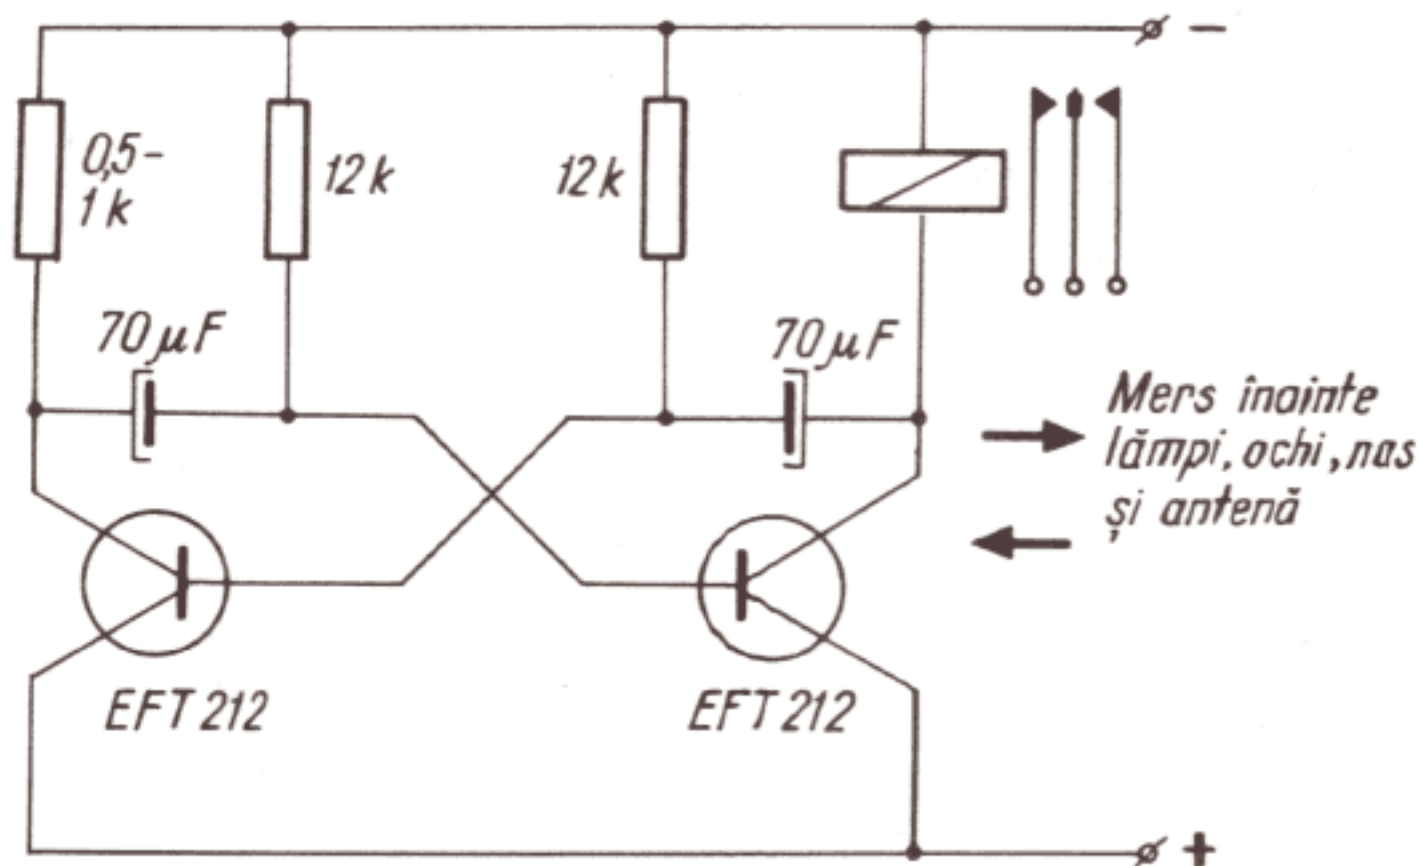 −
0,5–
1k
12k
12k
70µF
70µF
Mers înainte
lămpi, ochi, nas
și antenă
EFT 212
EFT 212
+